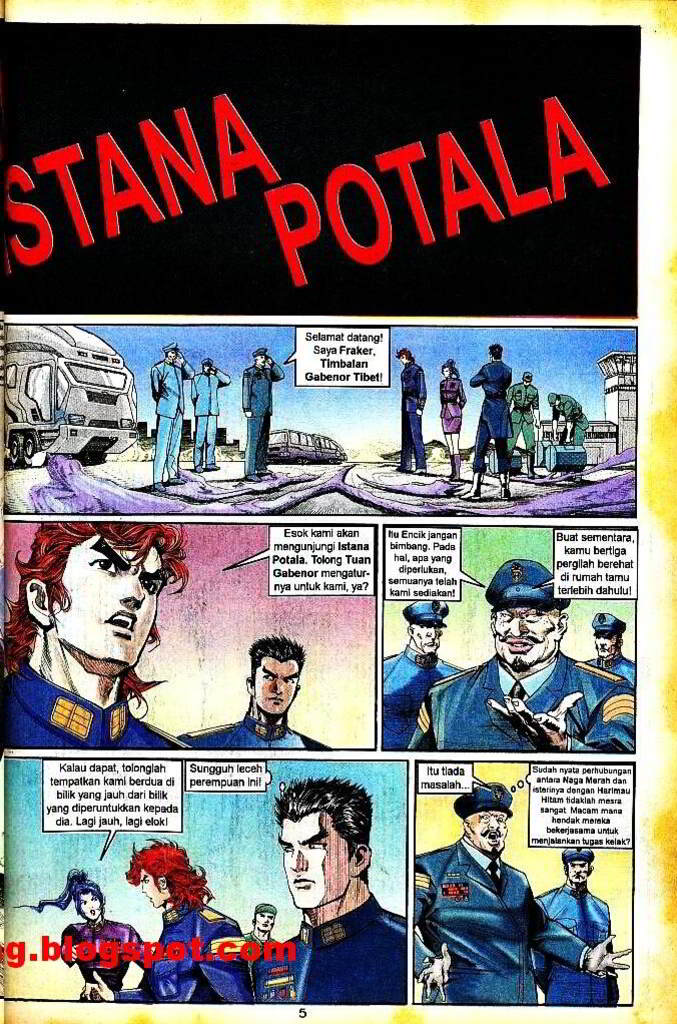 ISTANA
POTALA
Selamat datang!
Saya Fraker,
Timbalan
Gabenor Tibet!
Esok kami akan
mengunjungi Istana
Potala. Tolong Tuan
Gabenor mengatur-
nya untuk kami, ya?
Itu Encik jangan
bimbang. Pada
hal, apa yang
diperlukan,
semuanya telah
kami sediakan!
Buat sementara,
kamu bertiga
pergilah berehat
di rumah tamu
terlebih dahulu!
Kalau dapat, tolonglah
tempatkan kami berdua di
bilik yang jauh dari bilik
yang diperuntukkan kepada
dia. Lagi jauh, lagi elok!
Sungguh leceh
perempuan ini!
Itu tiada
masalah...
Sudah nyata perhubungan
antara Naga Merah dan
isterinya dengan Harimau
Hitam tidaklah mesra
sangat. Macam mana
hendak mereka
bekerjasama untuk
menjalankan tugas kelak?
g.blogspot.com
5